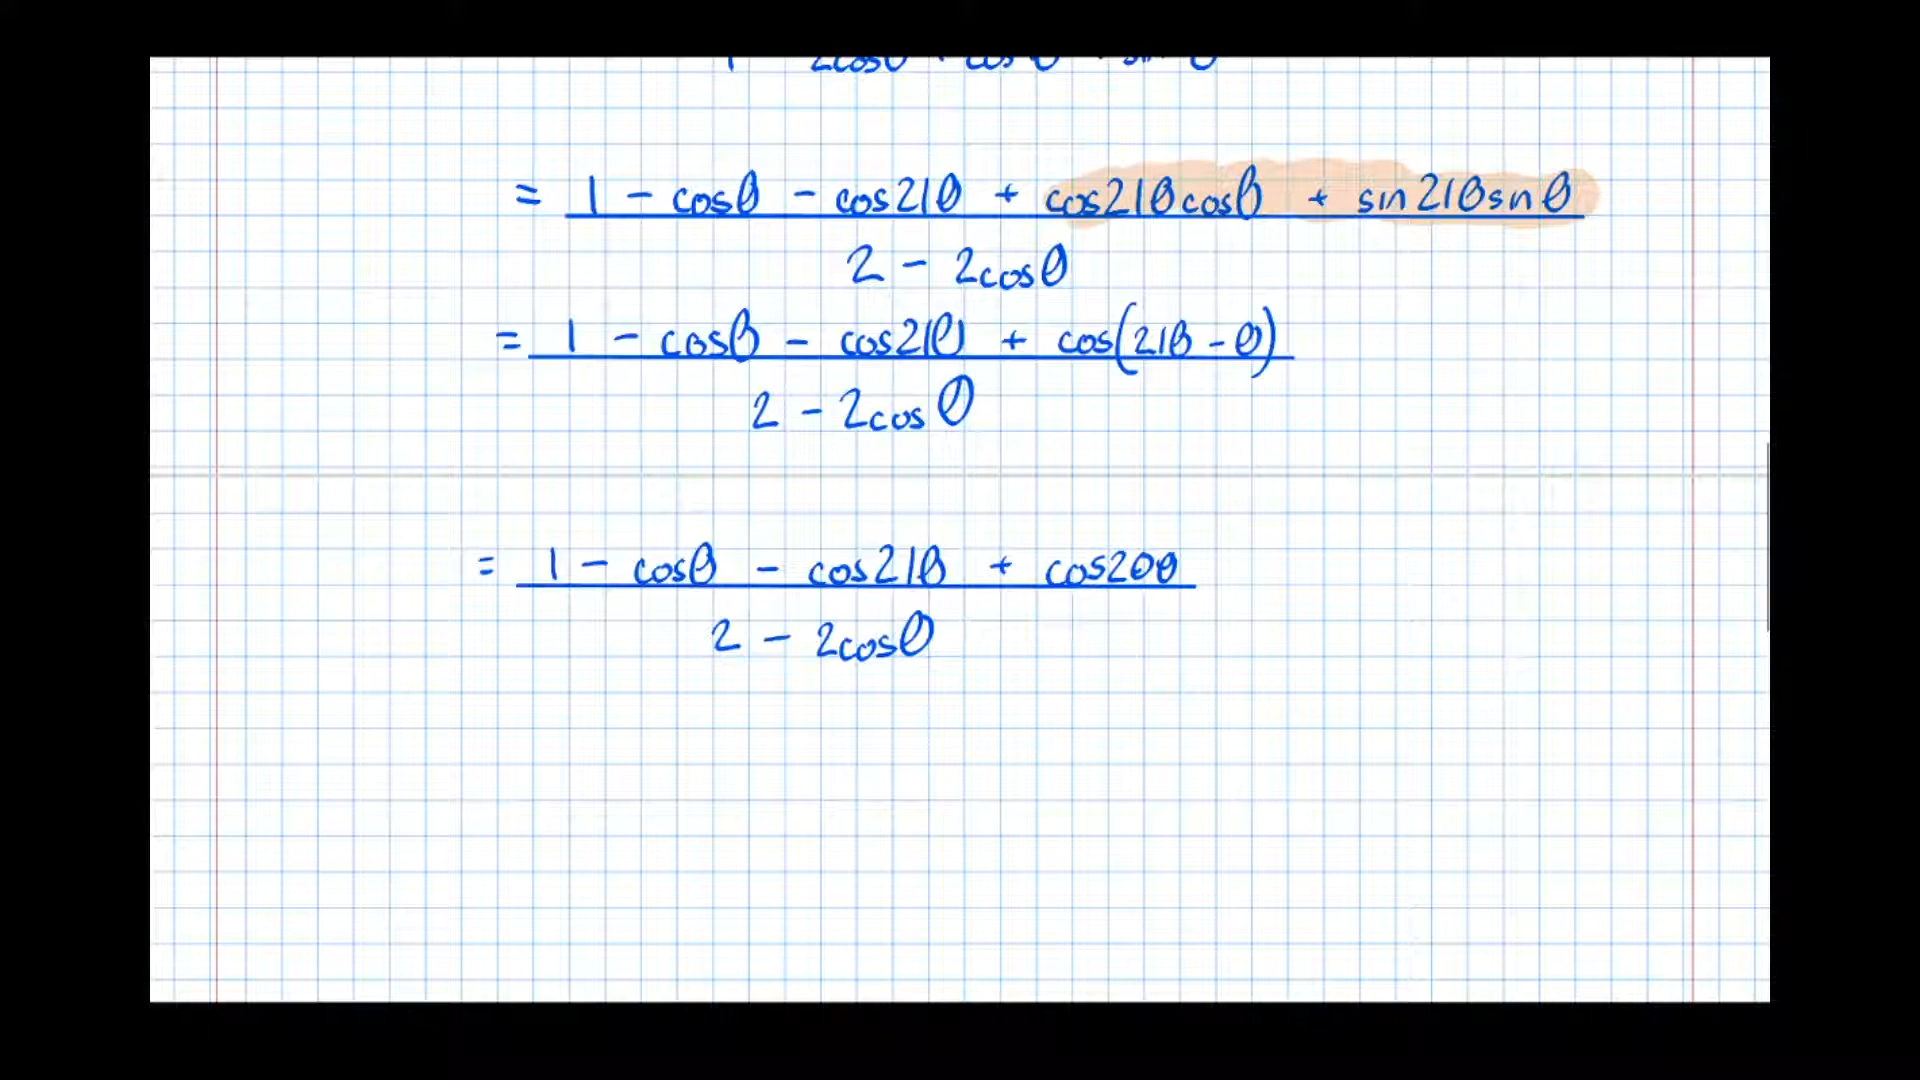 = 1 - cosθ - cos21θ + cos21θcosθ + sin21θsnθ
2 - 2cosθ
= 1 - cosθ - cos21θ + cos(21θ - θ)
2 - 2cosθ
= 1 - cosθ - cos21θ + cos20θ
2 - 2cosθ